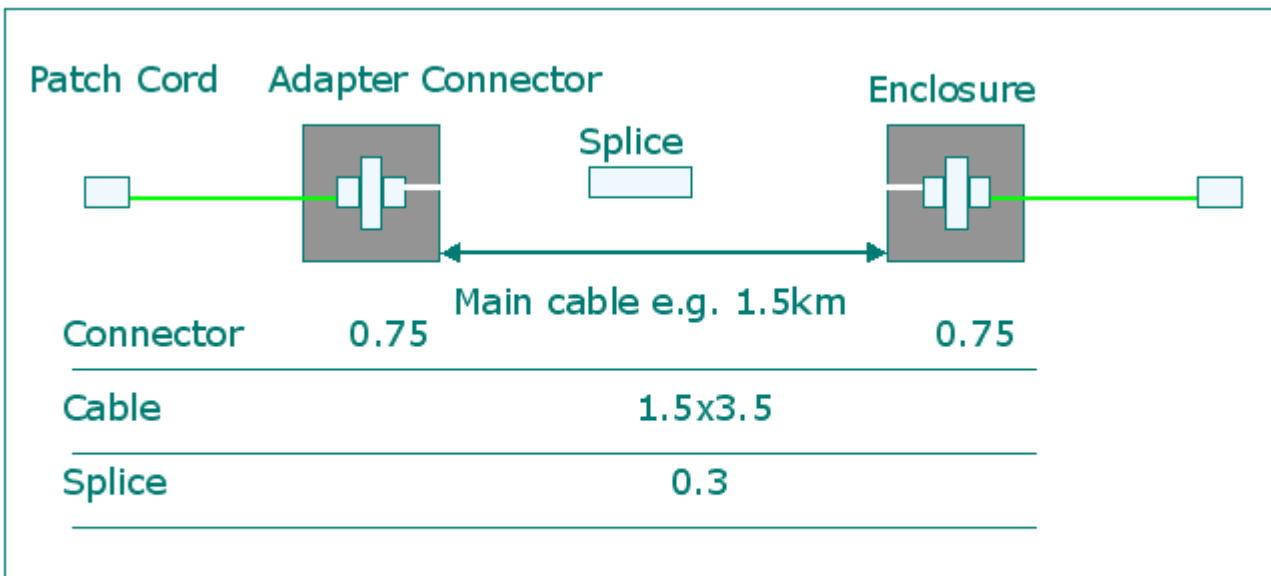 Patch Cord
Adapter Connector
Enclosure
Splice
Main cable e.g. 1.5km
Connector 0.75 0.75
Cable 1.5x3.5
Splice 0.3